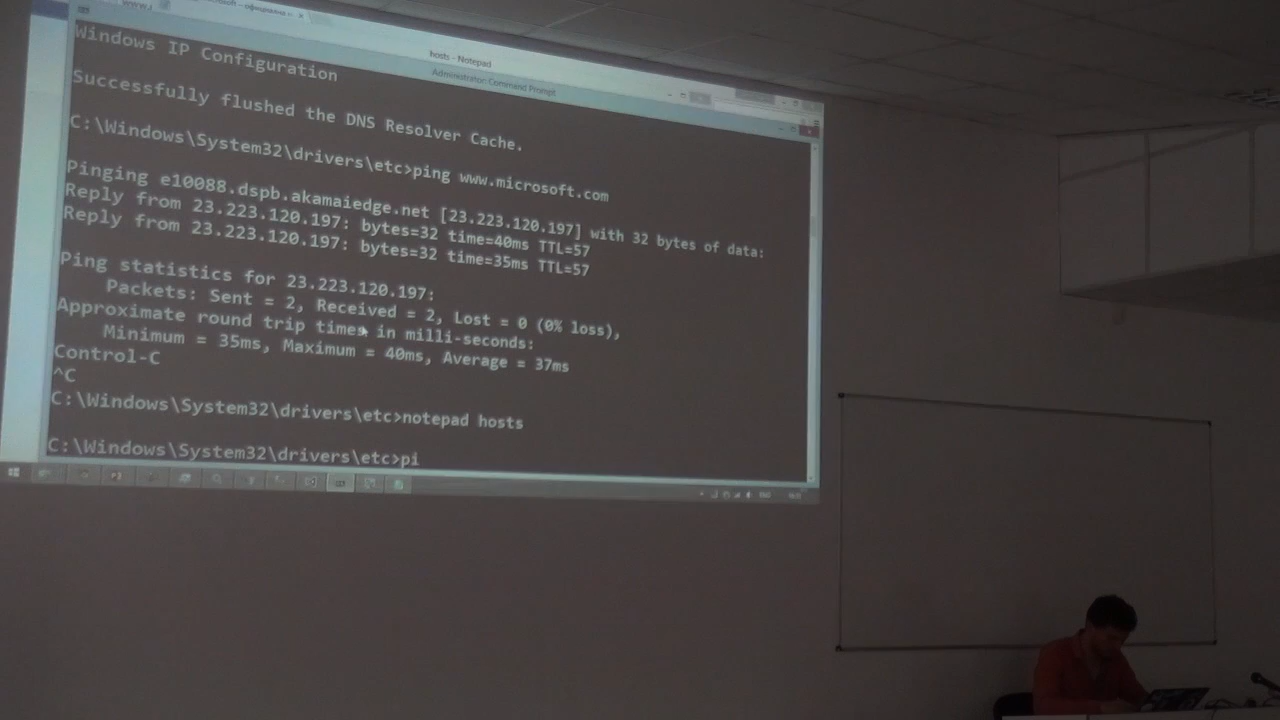 hosts - Notepad
Administrator: Command Prompt
Windows IP Configuration
Successfully flushed the DNS Resolver Cache.
C:\Windows\System32\drivers\etc>ping www.microsoft.com
Pinging e10088.dspb.akamaiedge.net [23.223.120.197] with 32 bytes of data:
Reply from 23.223.120.197: bytes=32 time=40ms TTL=57
Reply from 23.223.120.197: bytes=32 time=35ms TTL=57
Ping statistics for 23.223.120.197:
Packets: Sent = 2, Received = 2, Lost = 0 (0% loss),
Approximate round trip times in milli-seconds:
Minimum = 35ms, Maximum = 40ms, Average = 37ms
Control-C
^C
C:\Windows\System32\drivers\etc>notepad hosts
C:\Windows\System32\drivers\etc>pi